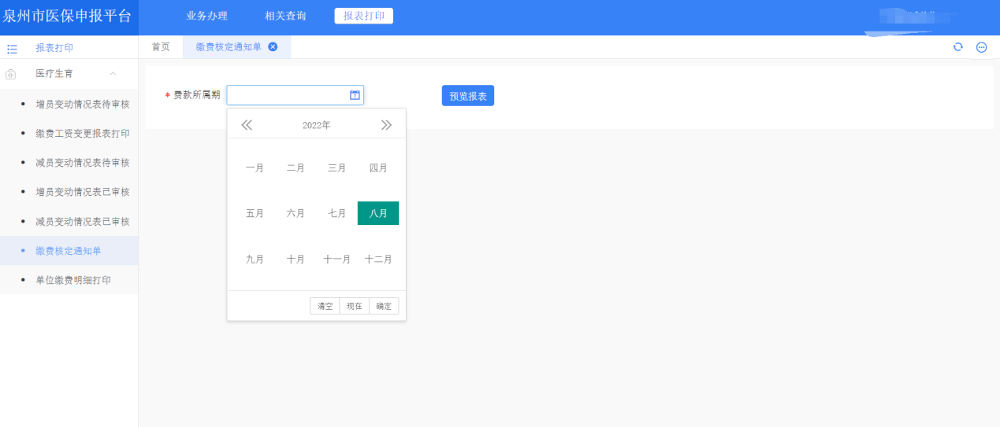 泉州市医保申报平台
业务办理
相关查询
报表打印
报表打印
首页
缴费核定通知单
医疗生育
增员变动情况表待审核
缴费工资变更报表打印
减员变动情况表待审核
增员变动情况表已审核
减员变动情况表已审核
缴费核定通知单
单位缴费明细打印
* 费款所属期
7
预览报表
2022年
一月 二月 三月 四月
五月 六月 七月 八月
九月 十月 十一月 十二月
清空 现在 确定